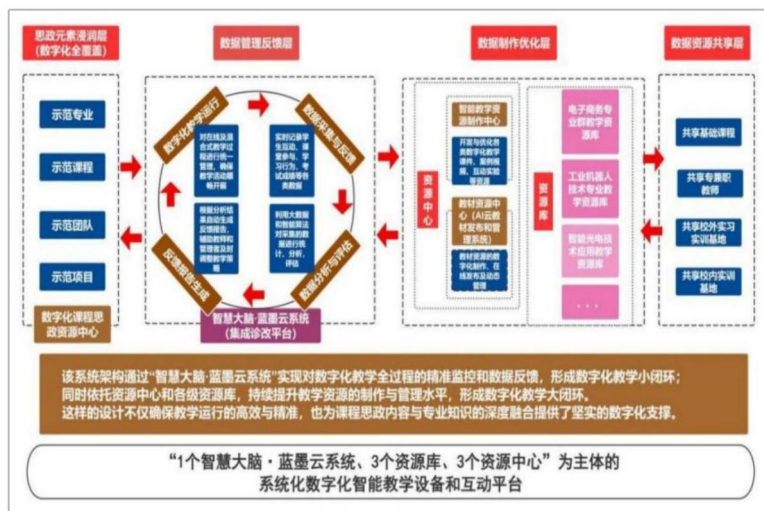 思政元素浸润层
（数字化全覆盖）
数据管理反馈层
数据制作优化层
数据资源共享层
示范专业
示范课程
示范团队
示范项目
数字化课程思
政资源中心
数字化教学运行
数据采集与反馈
对在线及混
合式教学过
程进行统一
管理，确保
教学活动顺
畅开展
实时记录学
生互动、课
堂参与、学
习行为、考
试成绩等各
类数据
根据分析结
果自动生成
反馈报告，
辅助教师和
管理者及时
调整教学策
略
利用大数据
和智能算法
对采集的数
据进行统
计、分析、
评估
反馈报告生成
数据分析与评估
智慧大脑·蓝墨云系统
（集成诊改平台）
资源中心
智能教学资
源制作中心
开发与优化各
类数字化教学
课件、案例视
频、互动实验
等资源
教材资源中
心（AI云教
材发布和管
理系统）
教材资源的数
字化制作、在
线发布及动态
管理
资源库
电子商务专
业群教学资
源库
工业机器人
技术专业教
学资源库
智能光电技
术应用教学
资源库
· · ·
共享基础课程
共享专兼职
教师
共享校外实习
实训基地
共享校内实训
基地
该系统架构通过“智慧大脑·蓝墨云系统”实现对数字化教学全过程的精准监控和数据反馈，形成数字化教学小闭环；
同时依托资源中心和各级资源库，持续提升教学资源的制作与管理水平，形成数字化教学大闭环。
这样的设计不仅确保教学运行的高效与精准，也为课程思政内容与专业知识的深度融合提供了坚实的数字化支撑。
“1个智慧大脑·蓝墨云系统、3个资源库、3个资源中心”为主体的
系统化数字化智能教学设备和互动平台